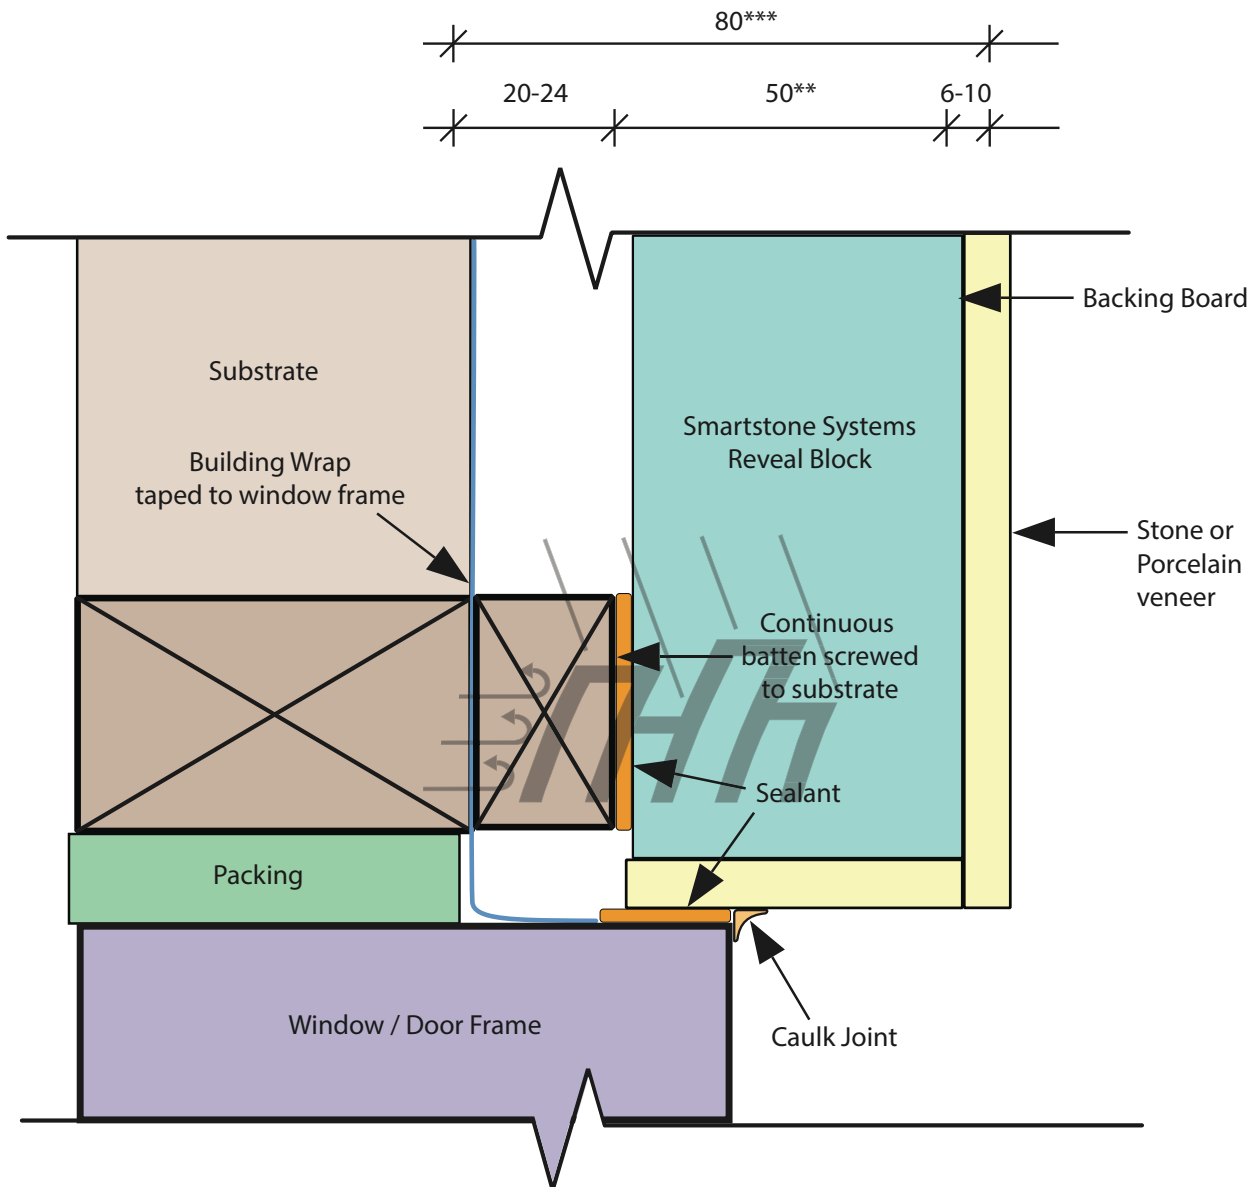 80***
20-24
50**
6-10
Backing Board
Substrate
Smartstone Systems
Reveal Block
Building Wrap
taped to window frame
Stone or
Porcelain
veneer
Continuous
batten screwed
to substrate
Sealant
Packing
Window / Door Frame
Caulk Joint